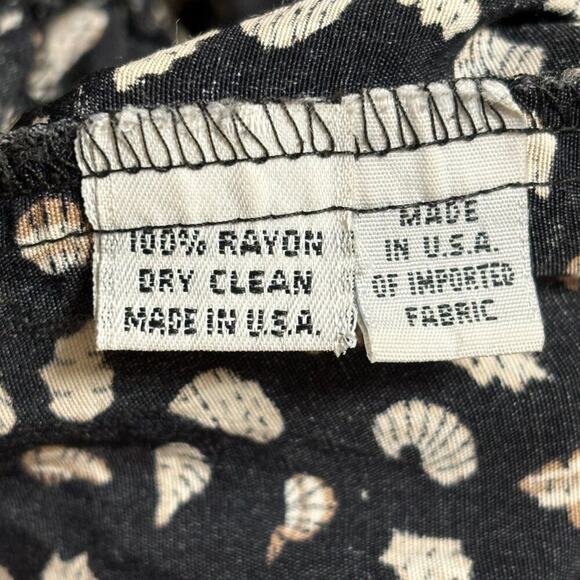 100% RAYON
DRY CLEAN
MADE IN U.S.A.
MADE
IN U.S.A.
OF IMPORTED
FABRIC